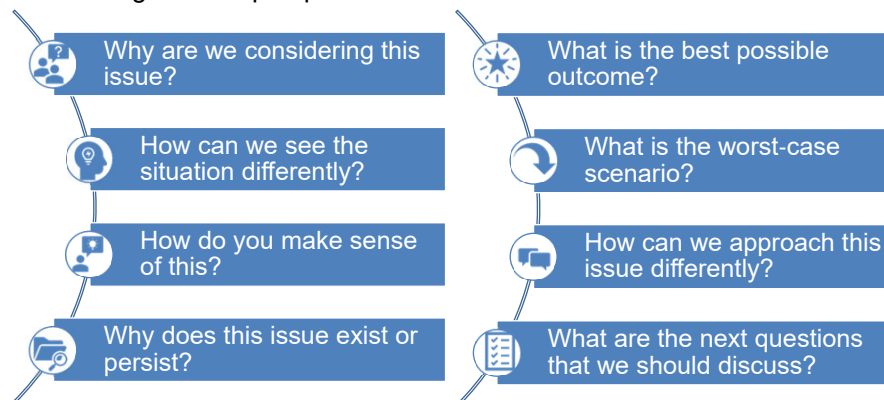 Why are we considering this
issue?
How can we see the
situation differently?
How do you make sense
of this?
Why does this issue exist or
persist?
What is the best possible
outcome?
What is the worst-case
scenario?
How can we approach this
issue differently?
What are the next questions
that we should discuss?